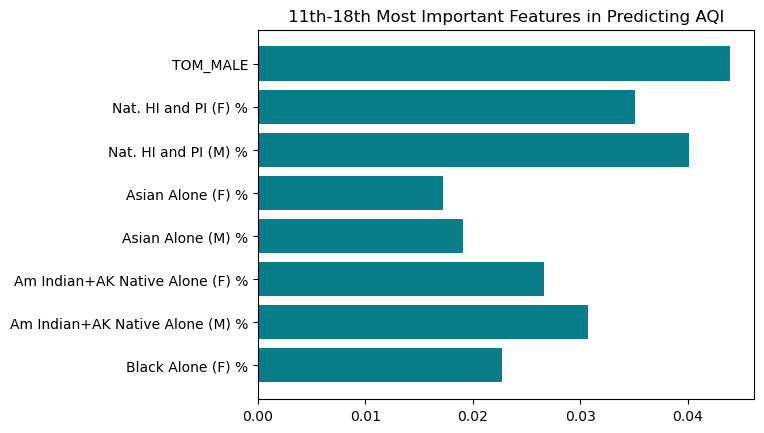 11th-18th Most Important Features in Predicting AQI
TOM_MALE
Nat. HI and PI (F) %
Nat. HI and PI (M) %
Asian Alone (F) %
Asian Alone (M) %
Am Indian+AK Native Alone (F) %
Am Indian+AK Native Alone (M) %
Black Alone (F) %
0.00 0.01 0.02 0.03 0.04